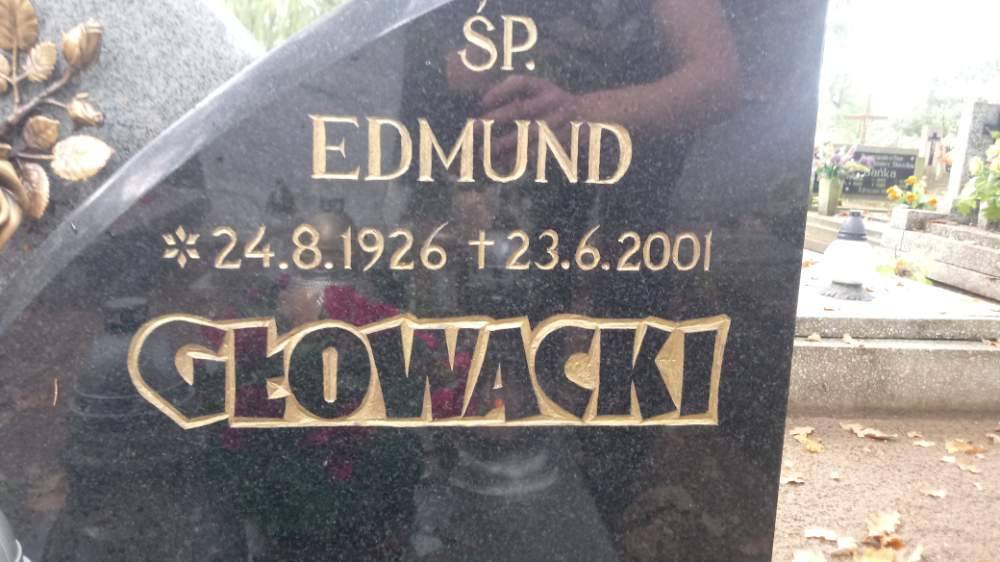 ŚP.
EDMUND
*24.8.1926 †23.6.2001
GŁOWACKI